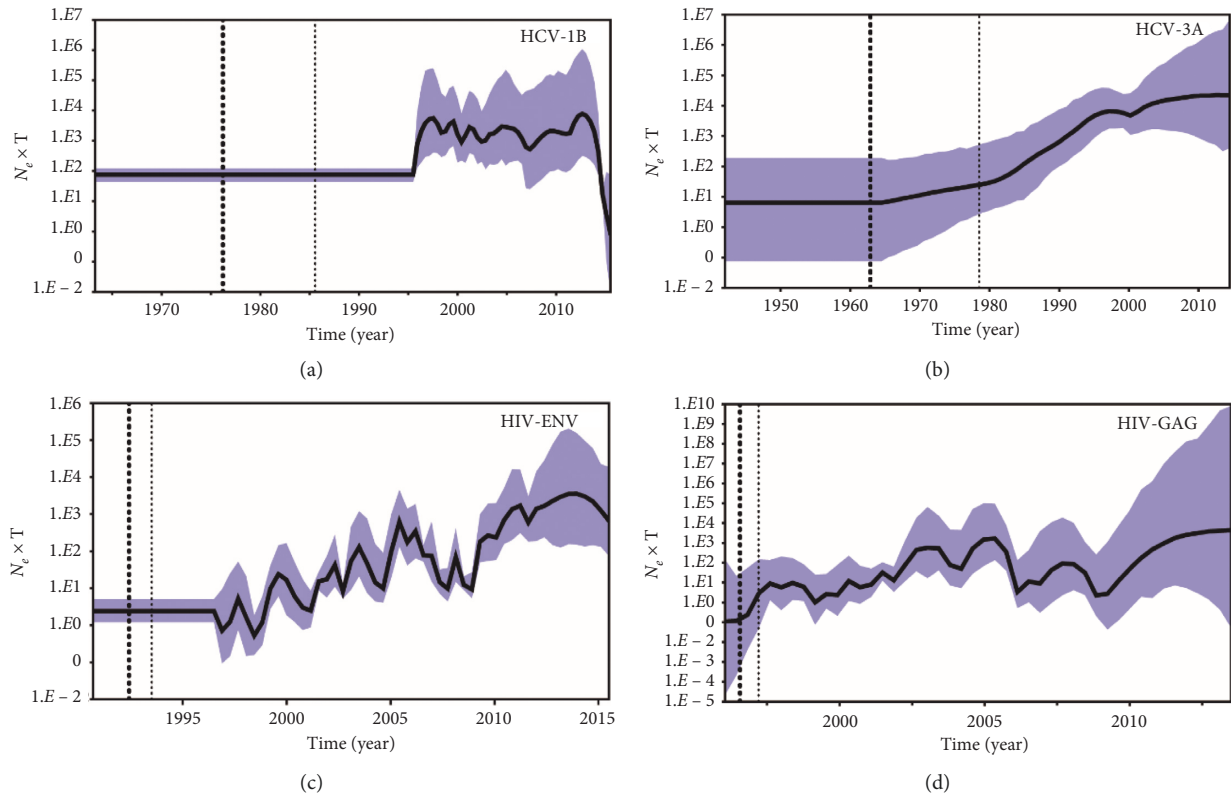 HCV-1B
1.E7
1.E6
1.E5
1.E4
1.E3
1.E2
1.E1
1.E0
0
1.E – 2
Ne × T
1970 1980 1990 2000 2010
Time (year)
(a)
HCV-3A
1.E7
1.E6
1.E5
1.E4
1.E3
1.E2
1.E1
1.E0
0
1.E – 2
Ne × T
1950 1960 1970 1980 1990 2000 2010
Time (year)
(b)
HIV-ENV
1.E6
1.E5
1.E4
1.E3
1.E2
1.E1
1.E0
0
1.E – 2
Ne × T
1995 2000 2005 2010 2015
Time (year)
(c)
HIV-GAG
1.E10
1.E9
1.E8
1.E7
1.E6
1.E5
1.E4
1.E3
1.E2
1.E1
1.E0
0
1.E – 2
1.E – 3
1.E – 4
1.E – 5
Ne × T
2000 2005 2010
Time (year)
(d)